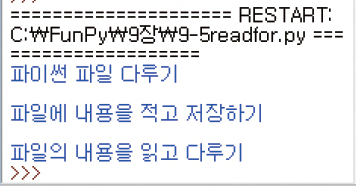 ==================== RESTART:
C:₩FunPy₩9장₩9-5readfor.py ===
=================
파이썬 파일 다루기
파일에 내용을 적고 저장하기
파일의 내용을 읽고 다루기
>>>